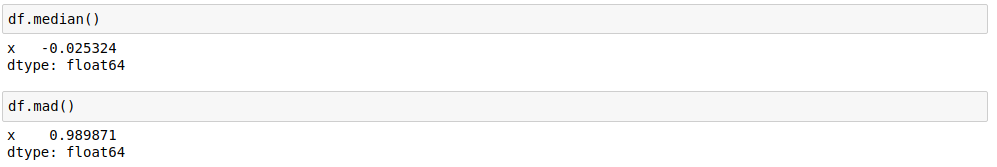 df.median()
x   -0.025324
dtype: float64
df.mad()
x    0.989871
dtype: float64